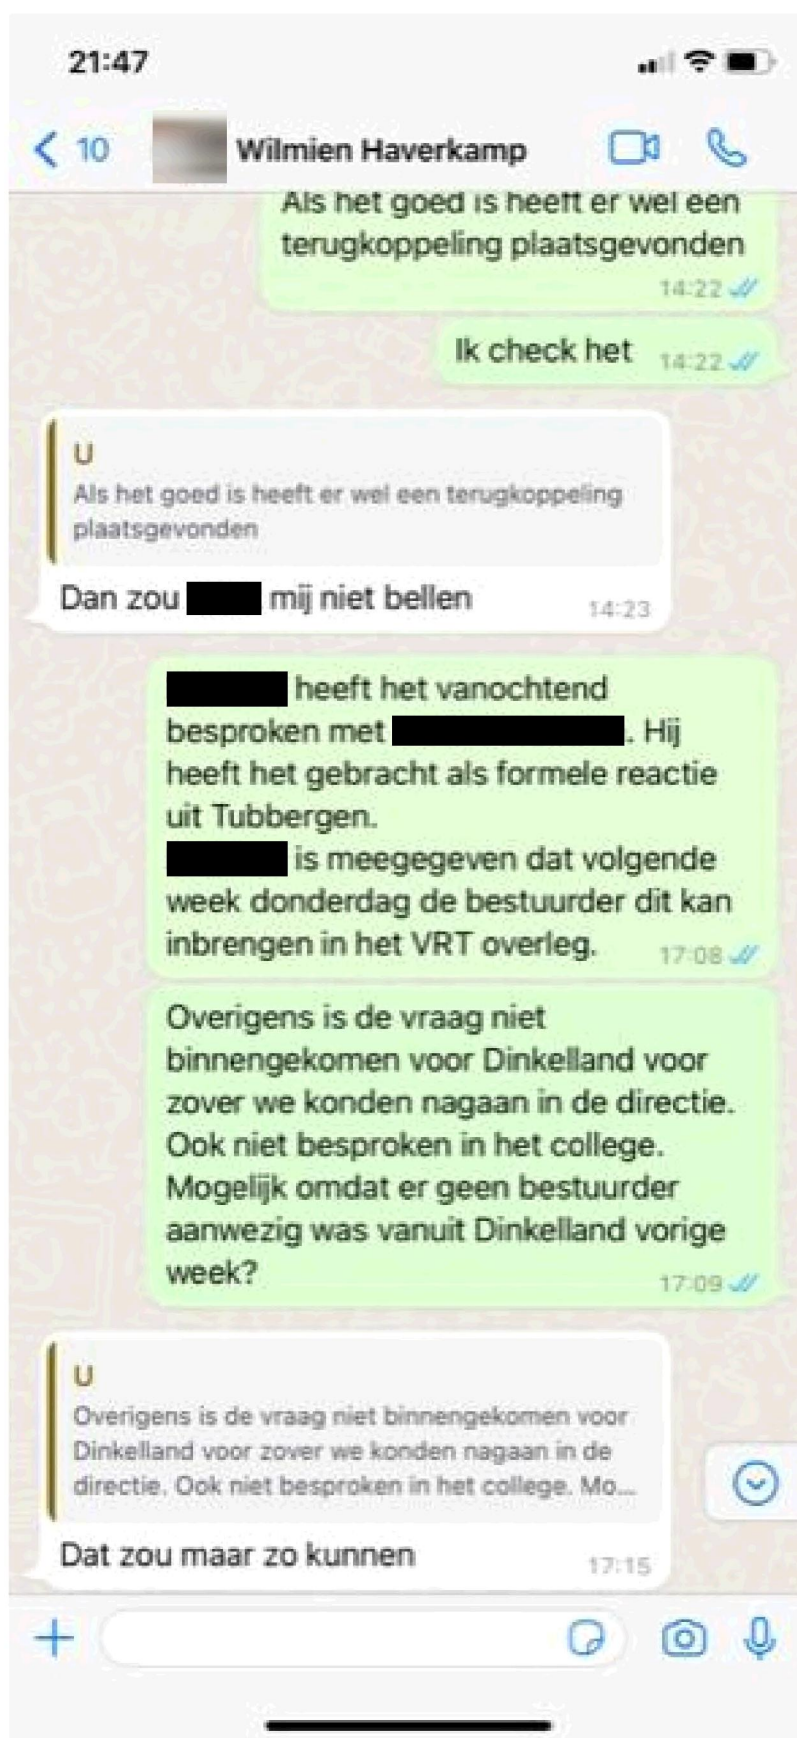 21:47
10
Wilmien Haverkamp
Als het goed is heeft er wel een
terugkoppeling plaatsgevonden
14:22
Ik check het 14:22
U
Als het goed is heeft er wel een terugkoppeling
plaatsgevonden
Dan zou mij niet bellen 14:23
heeft het vanochtend
besproken met . Hij
heeft het gebracht als formele reactie
uit Tubbergen.
is meegegeven dat volgende
week donderdag de bestuurder dit kan
inbrengen in het VRT overleg. 17:08
Overigens is de vraag niet
binnengekomen voor Dinkelland voor
zover we konden nagaan in de directie.
Ook niet besproken in het college.
Mogelijk omdat er geen bestuurder
aanwezig was vanuit Dinkelland vorige
week? 17:09
U
Overigens is de vraag niet binnengekomen voor
Dinkelland voor zover we konden nagaan in de
directie. Ook niet besproken in het college. Mo...
Dat zou maar zo kunnen 17:15